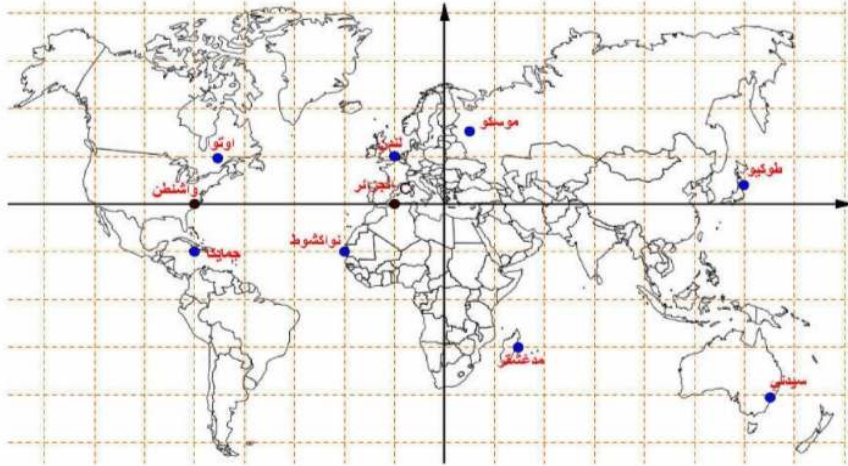 موسكو
اوتو
لندن
طوكيو
واشنطن
الجزائر
نواكشوط
جمايكا
مدغشقر
سيدني